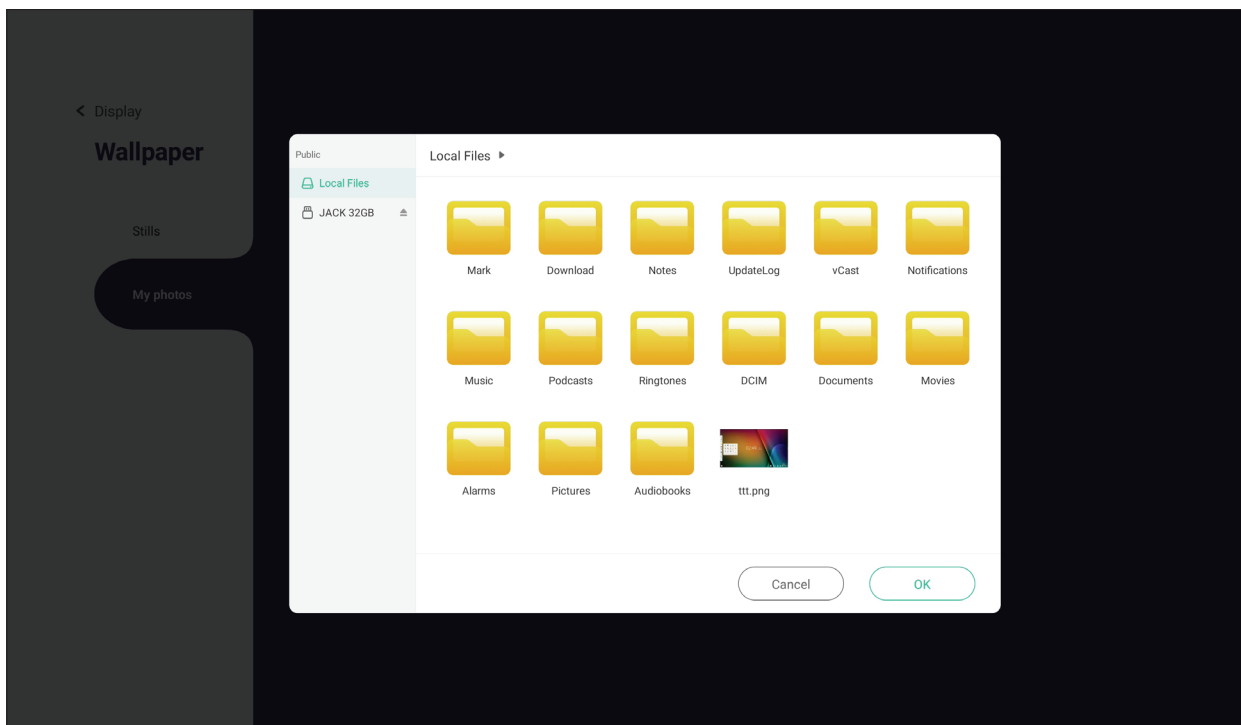 Display
Wallpaper
Stills
My photos
Public
Local Files
JACK 32GB
Local Files
Mark Download Notes UpdateLog vCast Notifications
Music Podcasts Ringtones DCIM Documents Movies
Alarms Pictures Audiobooks ttt.png
Cancel OK